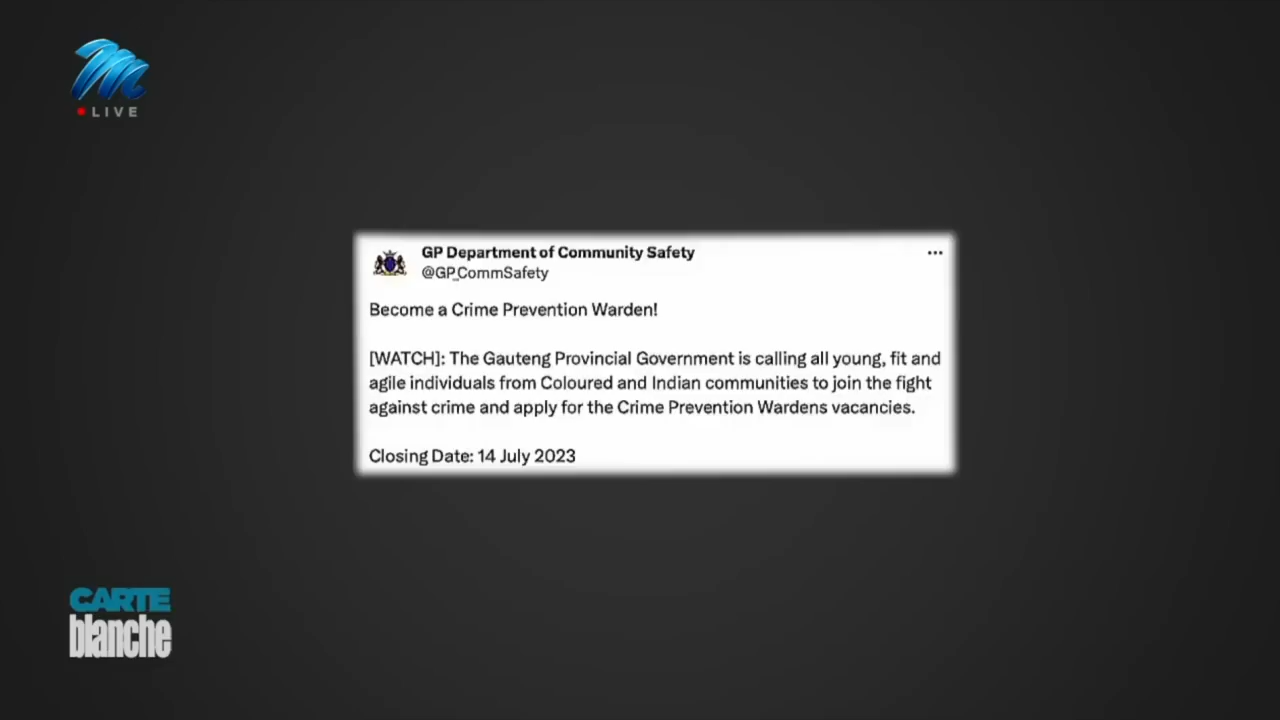 LIVE
GP Department of Community Safety
@GP_CommSafety
Become a Crime Prevention Warden!
[WATCH]: The Gauteng Provincial Government is calling all young, fit and
agile individuals from Coloured and Indian communities to join the fight
against crime and apply for the Crime Prevention Wardens vacancies.
Closing Date: 14 July 2023
CARTE
blanche